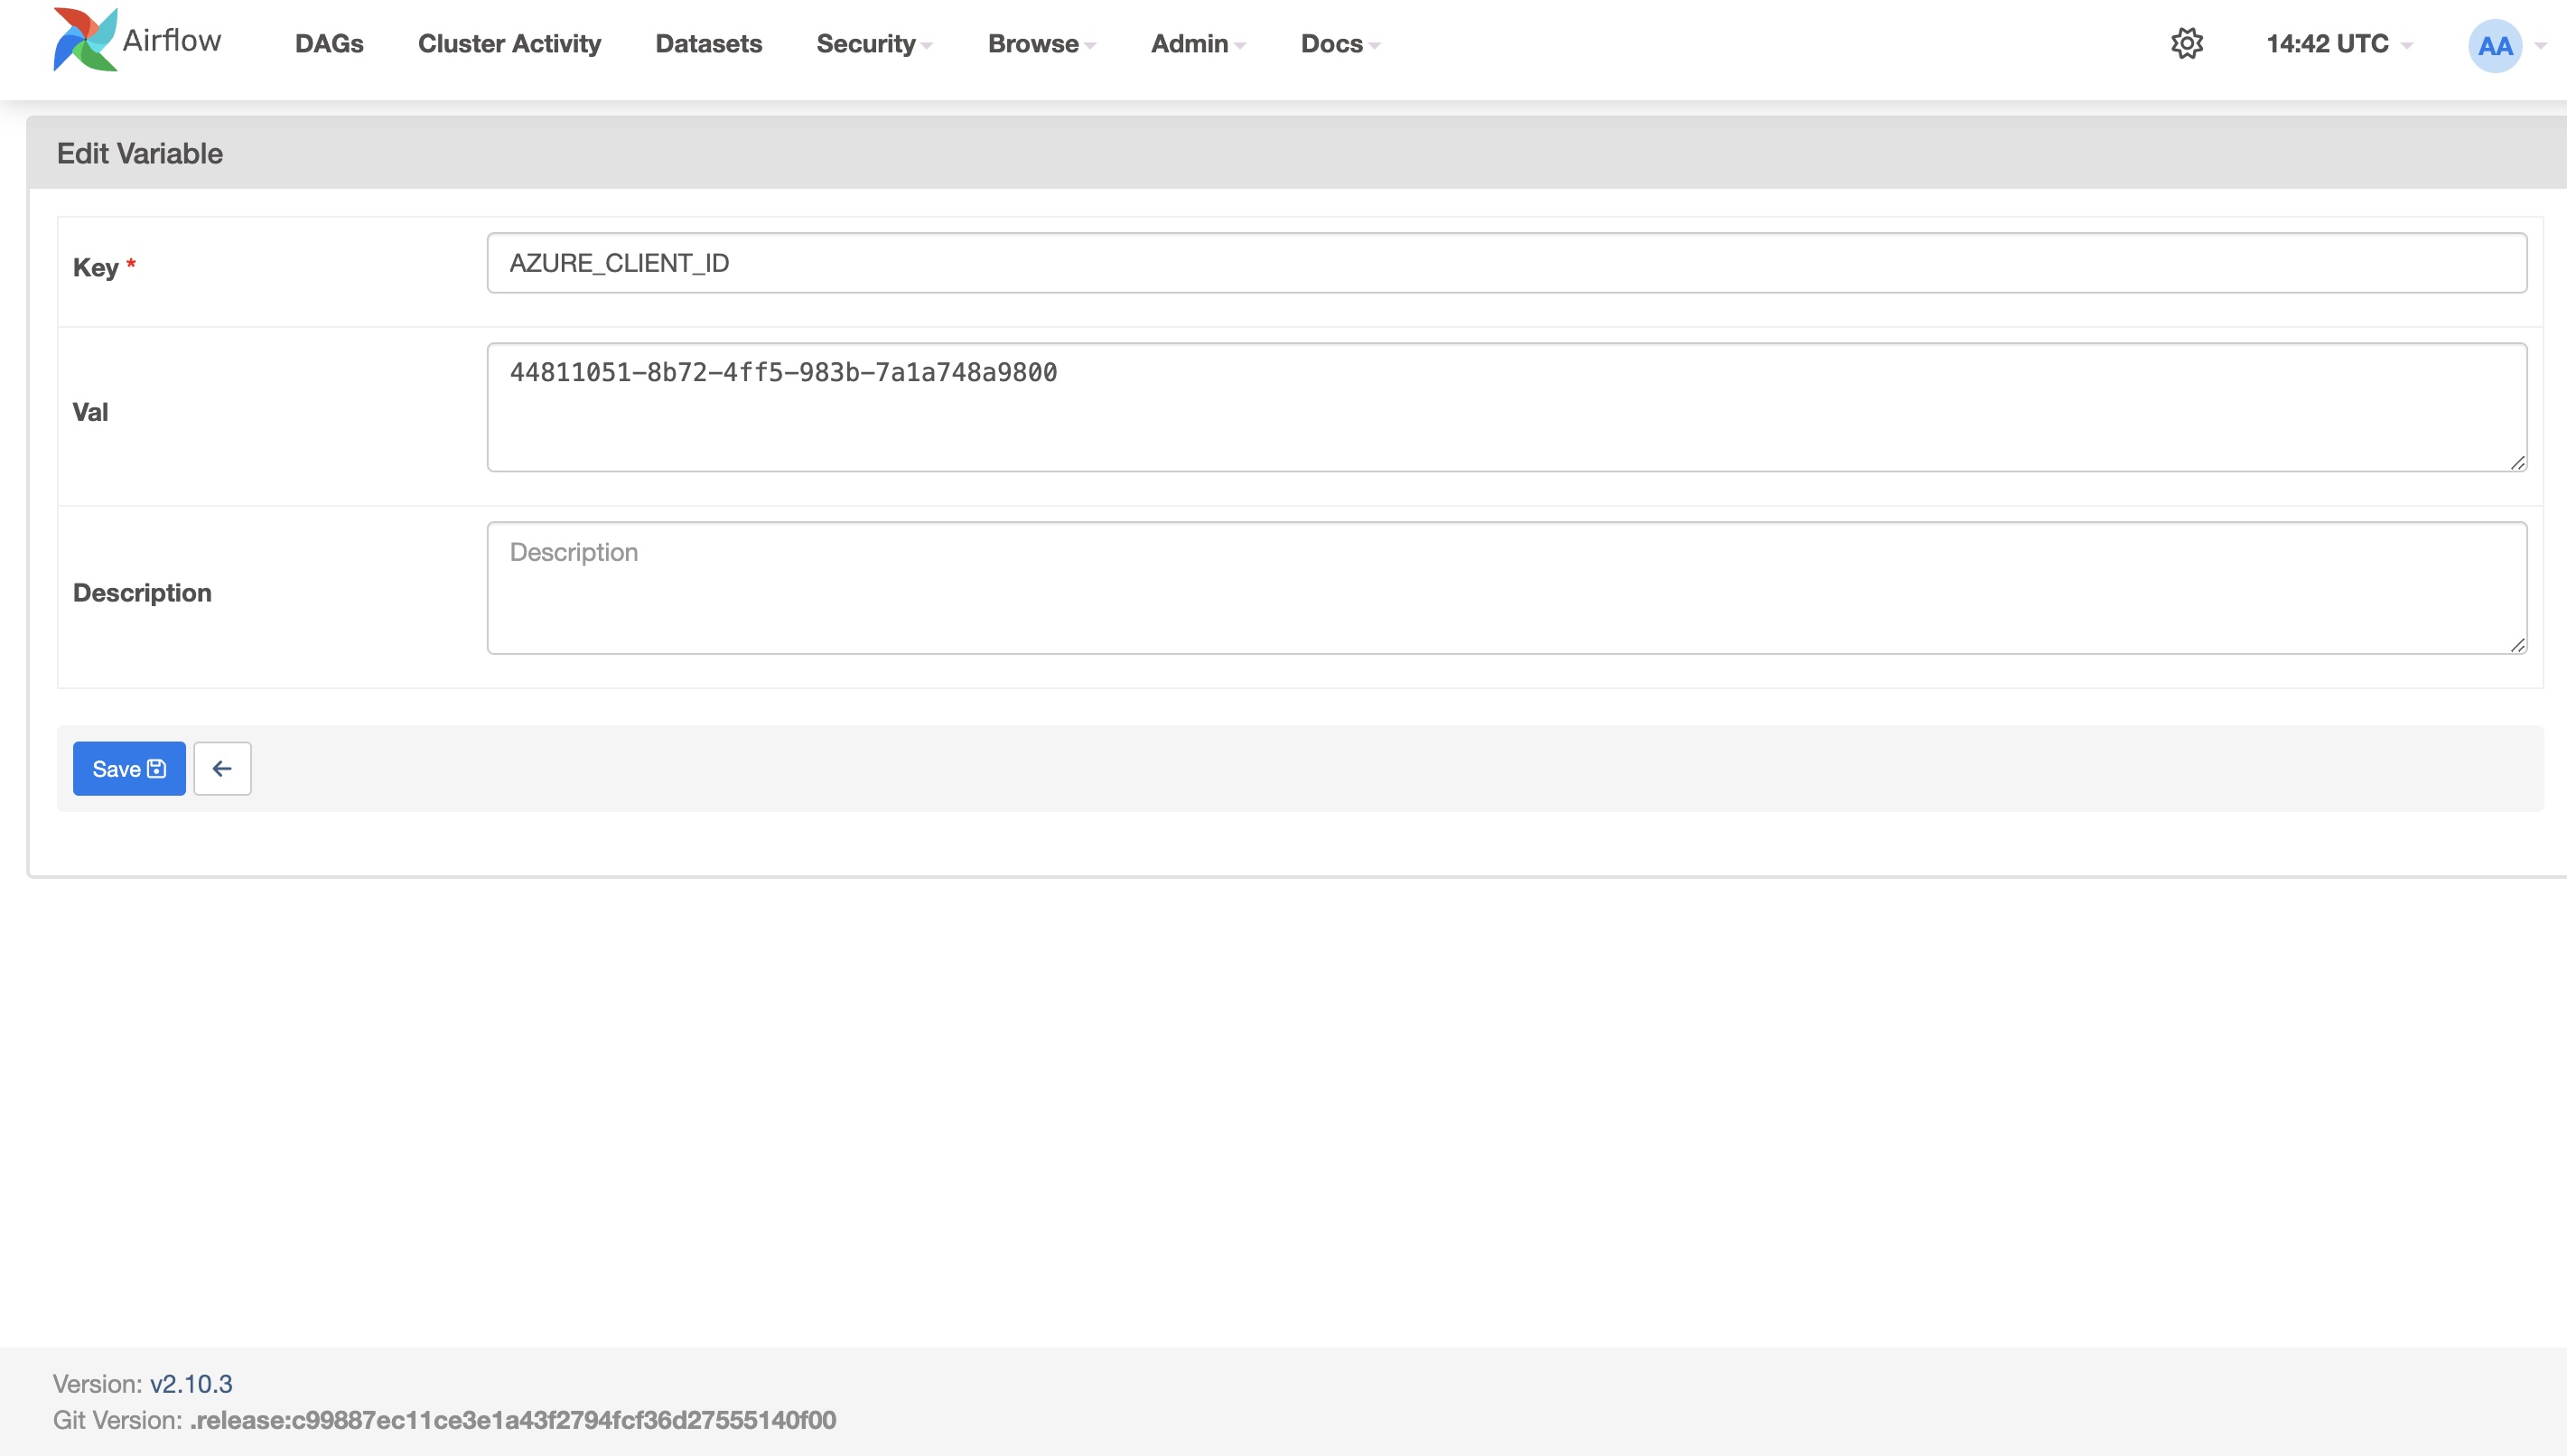 Airflow DAGs Cluster Activity Datasets Security Browse Admin Docs 14:42 UTC AA
Edit Variable
Key * AZURE_CLIENT_ID
Val 44811051-8b72-4ff5-983b-7a1a748a9800
Description Description
Save
Version: v2.10.3
Git Version: .release:c99887ec11ce3e1a43f2794fcf36d27555140f00